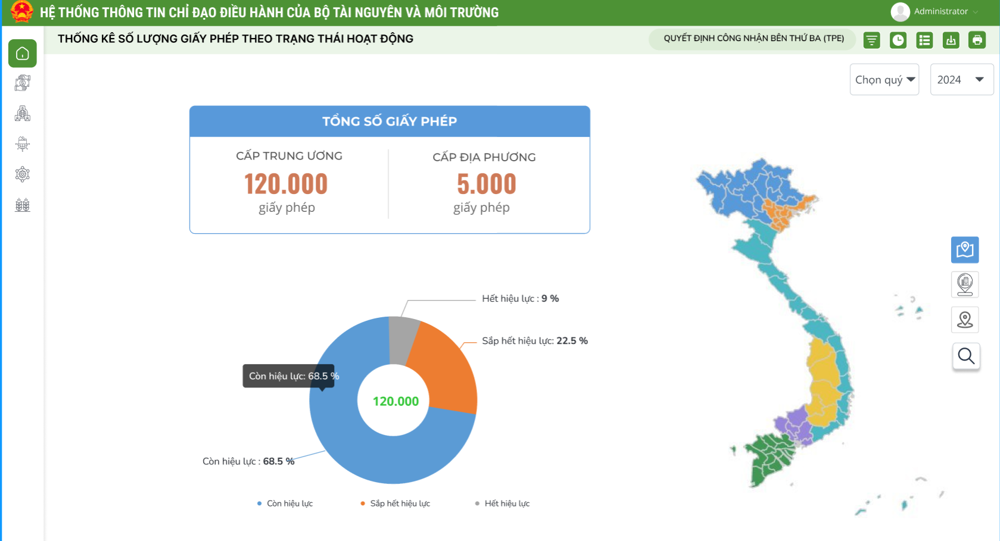 HỆ THỐNG THÔNG TIN CHỈ ĐẠO ĐIỀU HÀNH CỦA BỘ TÀI NGUYÊN VÀ MÔI TRƯỜNG
Administrator
THỐNG KÊ SỐ LƯỢNG GIẤY PHÉP THEO TRẠNG THÁI HOẠT ĐỘNG
QUYẾT ĐỊNH CÔNG NHẬN BÊN THỨ BA (TPE)
Chọn quý
2024
TỔNG SỐ GIẤY PHÉP
CẤP TRUNG ƯƠNG
120.000
giấy phép
CẤP ĐỊA PHƯƠNG
5.000
giấy phép
Hết hiệu lực : 9 %
Sắp hết hiệu lực: 22.5 %
Còn hiệu lực: 68.5 %
120.000
Còn hiệu lực : 68.5 %
Còn hiệu lực
Sắp hết hiệu lực
Hết hiệu lực